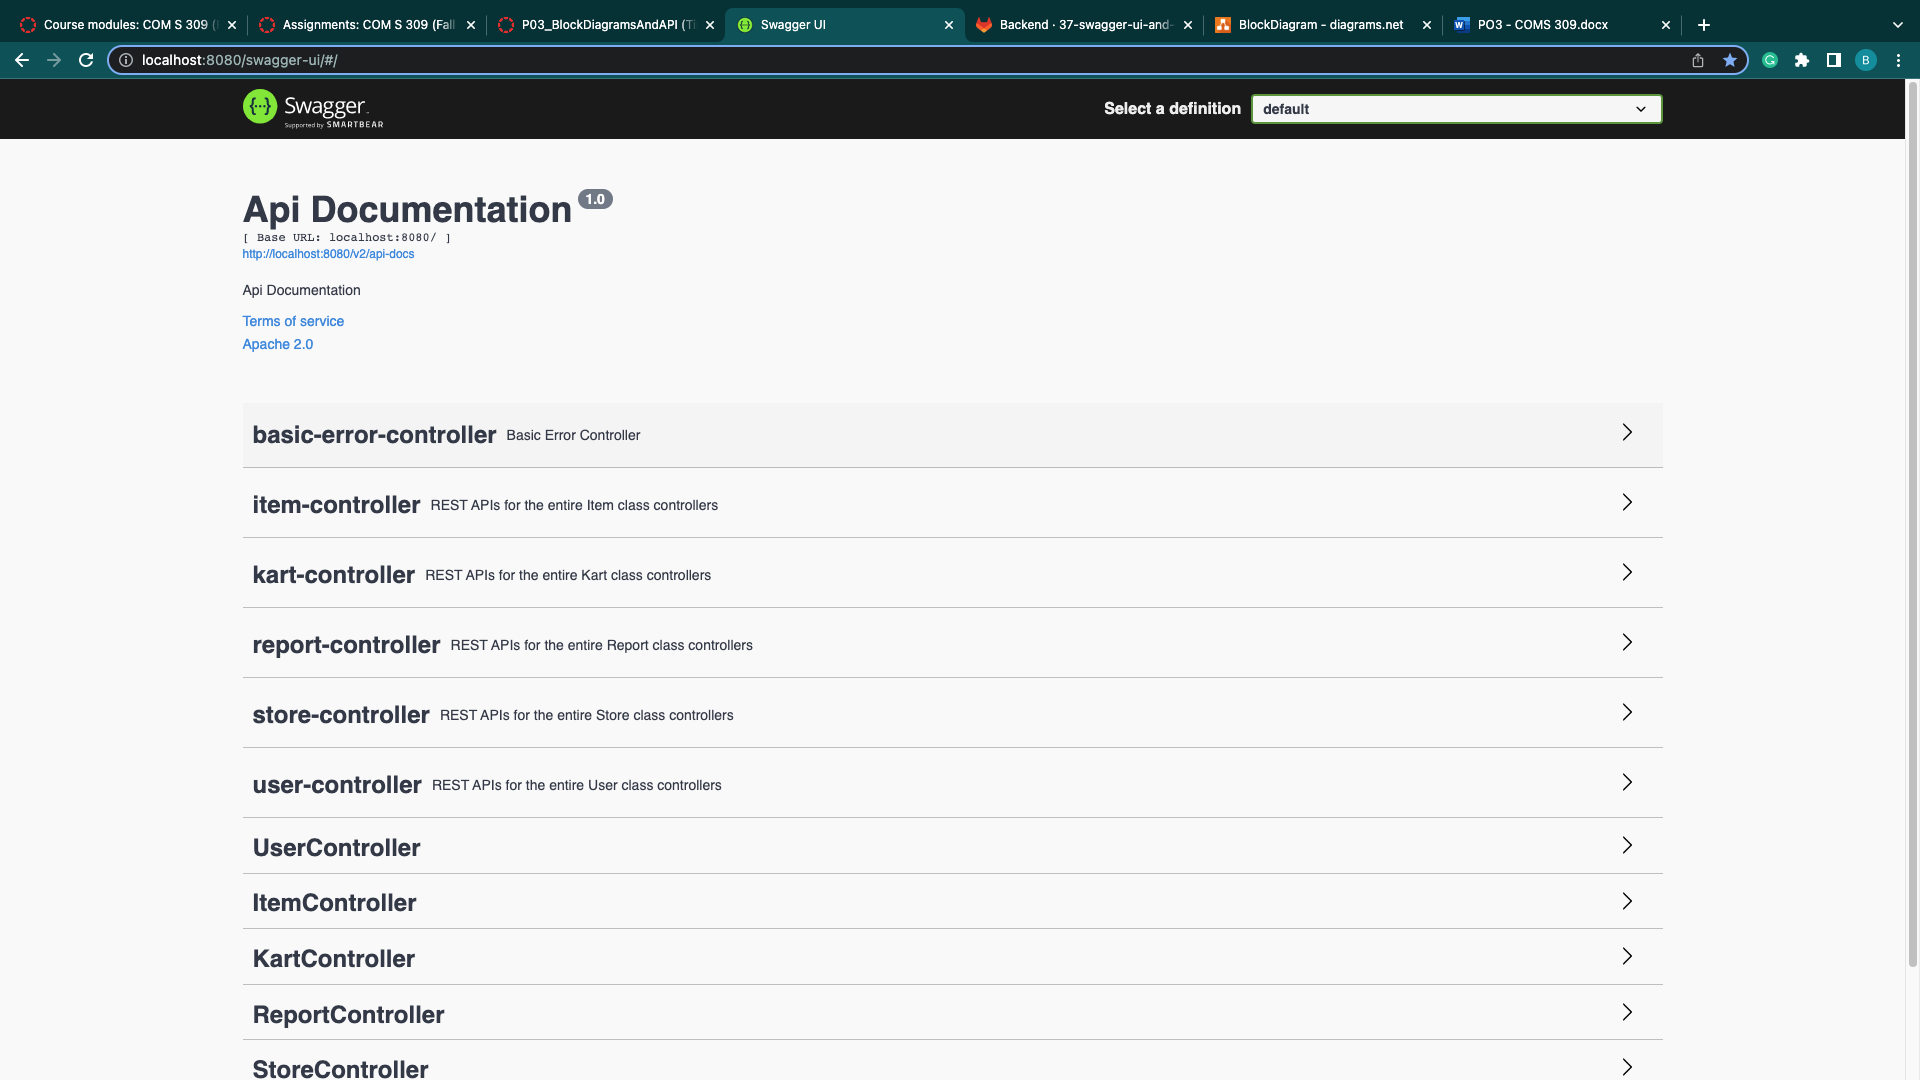 Course modules: COM S 309 (
Assignments: COM S 309 (Fall
P03_BlockDiagramsAndAPI (Ti
Swagger UI
Backend · 37-swagger-ui-and-
BlockDiagram - diagrams.net
PO3 - COMS 309.docx
localhost:8080/swagger-ui/#/
B
Swagger
Supported by SMARTBEAR
Select a definition
default
Api Documentation 1.0
[ Base URL: localhost:8080/ ]
http://localhost:8080/v2/api-docs
Api Documentation
Terms of service
Apache 2.0
basic-error-controller Basic Error Controller
item-controller REST APIs for the entire Item class controllers
kart-controller REST APIs for the entire Kart class controllers
report-controller REST APIs for the entire Report class controllers
store-controller REST APIs for the entire Store class controllers
user-controller REST APIs for the entire User class controllers
UserController
ItemController
KartController
ReportController
StoreController